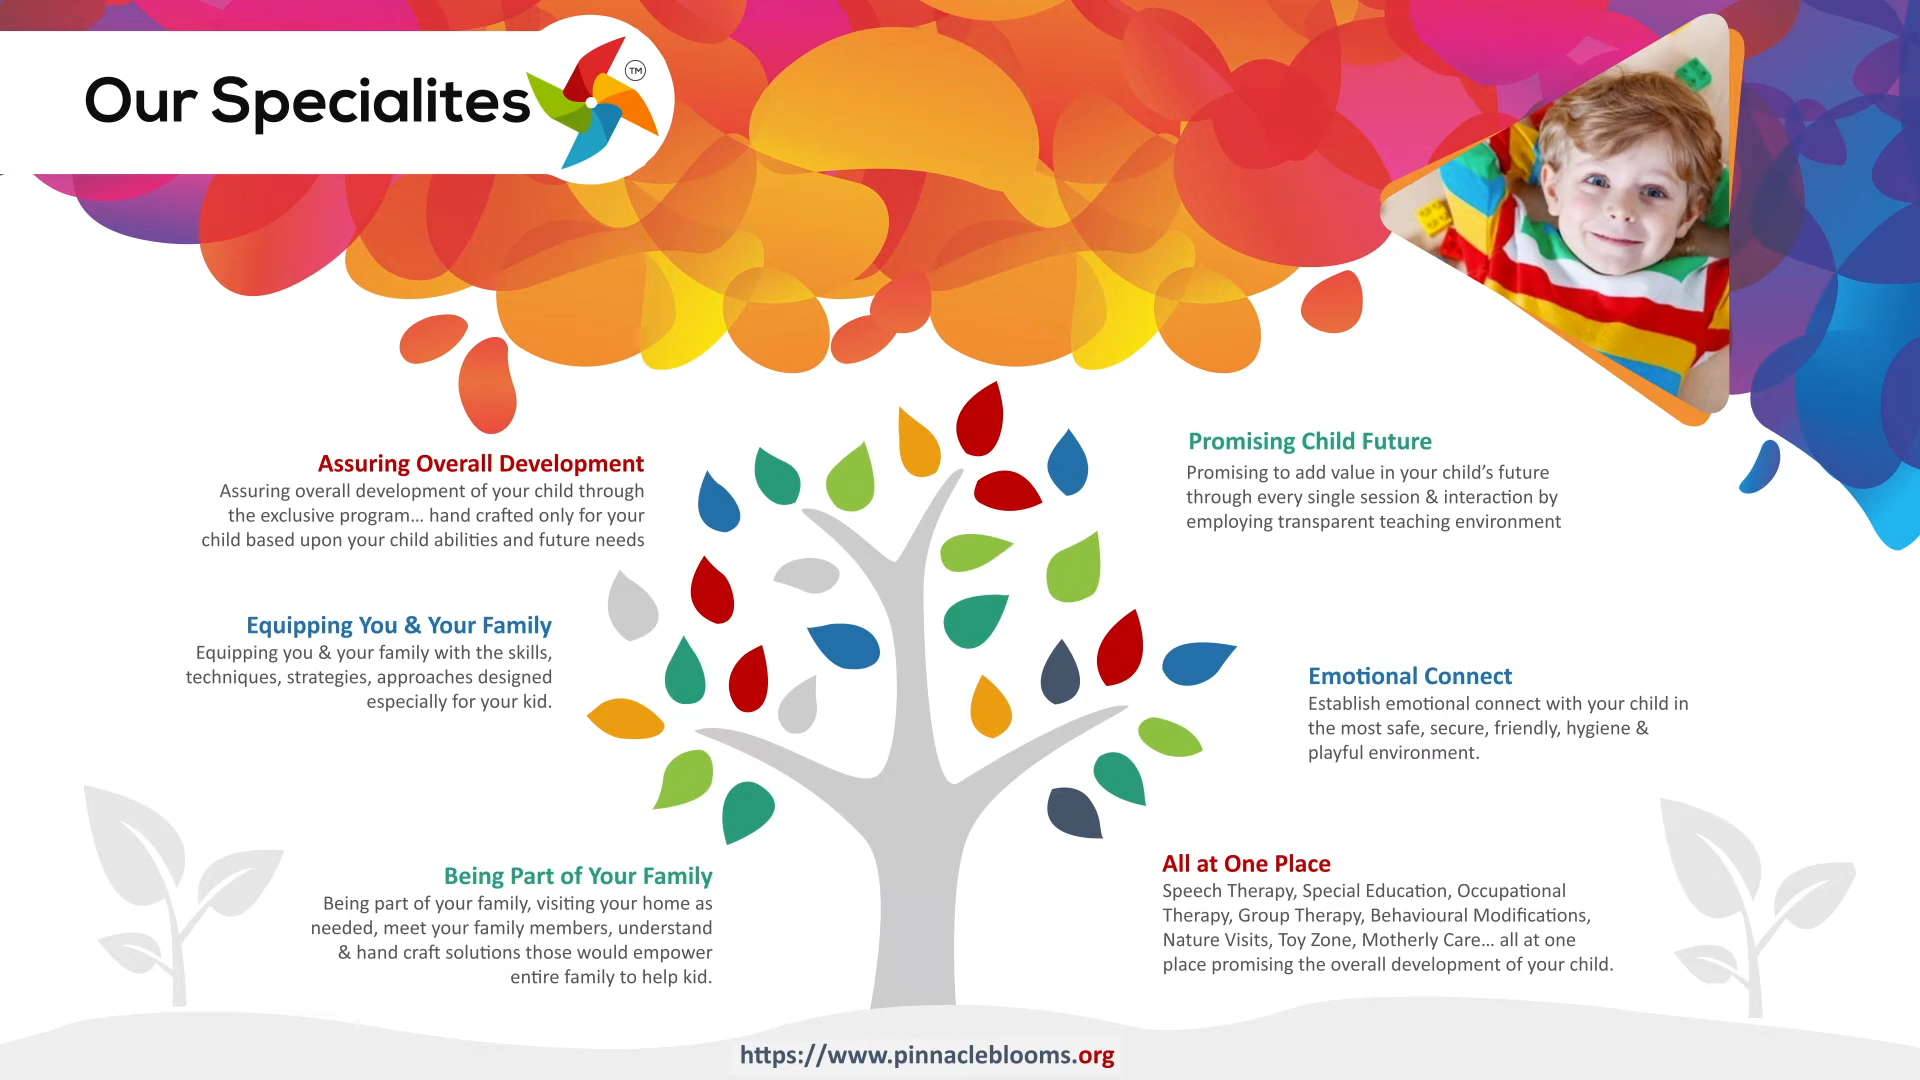 Our Specialites
TM
Assuring Overall Development
Assuring overall development of your child through
the exclusive program... hand crafted only for your
child based upon your child abilities and future needs
Equipping You & Your Family
Equipping you & your family with the skills,
techniques, strategies, approaches designed
especially for your kid.
Being Part of Your Family
Being part of your family, visiting your home as
needed, meet your family members, understand
& hand craft solutions those would empower
entire family to help kid.
Promising Child Future
Promising to add value in your child’s future
through every single session & interaction by
employing transparent teaching environment
Emotional Connect
Establish emotional connect with your child in
the most safe, secure, friendly, hygiene &
playful environment.
All at One Place
Speech Therapy, Special Education, Occupational
Therapy, Group Therapy, Behavioural Modifications,
Nature Visits, Toy Zone, Motherly Care... all at one
place promising the overall development of your child.
https://www.pinnacleblooms.org